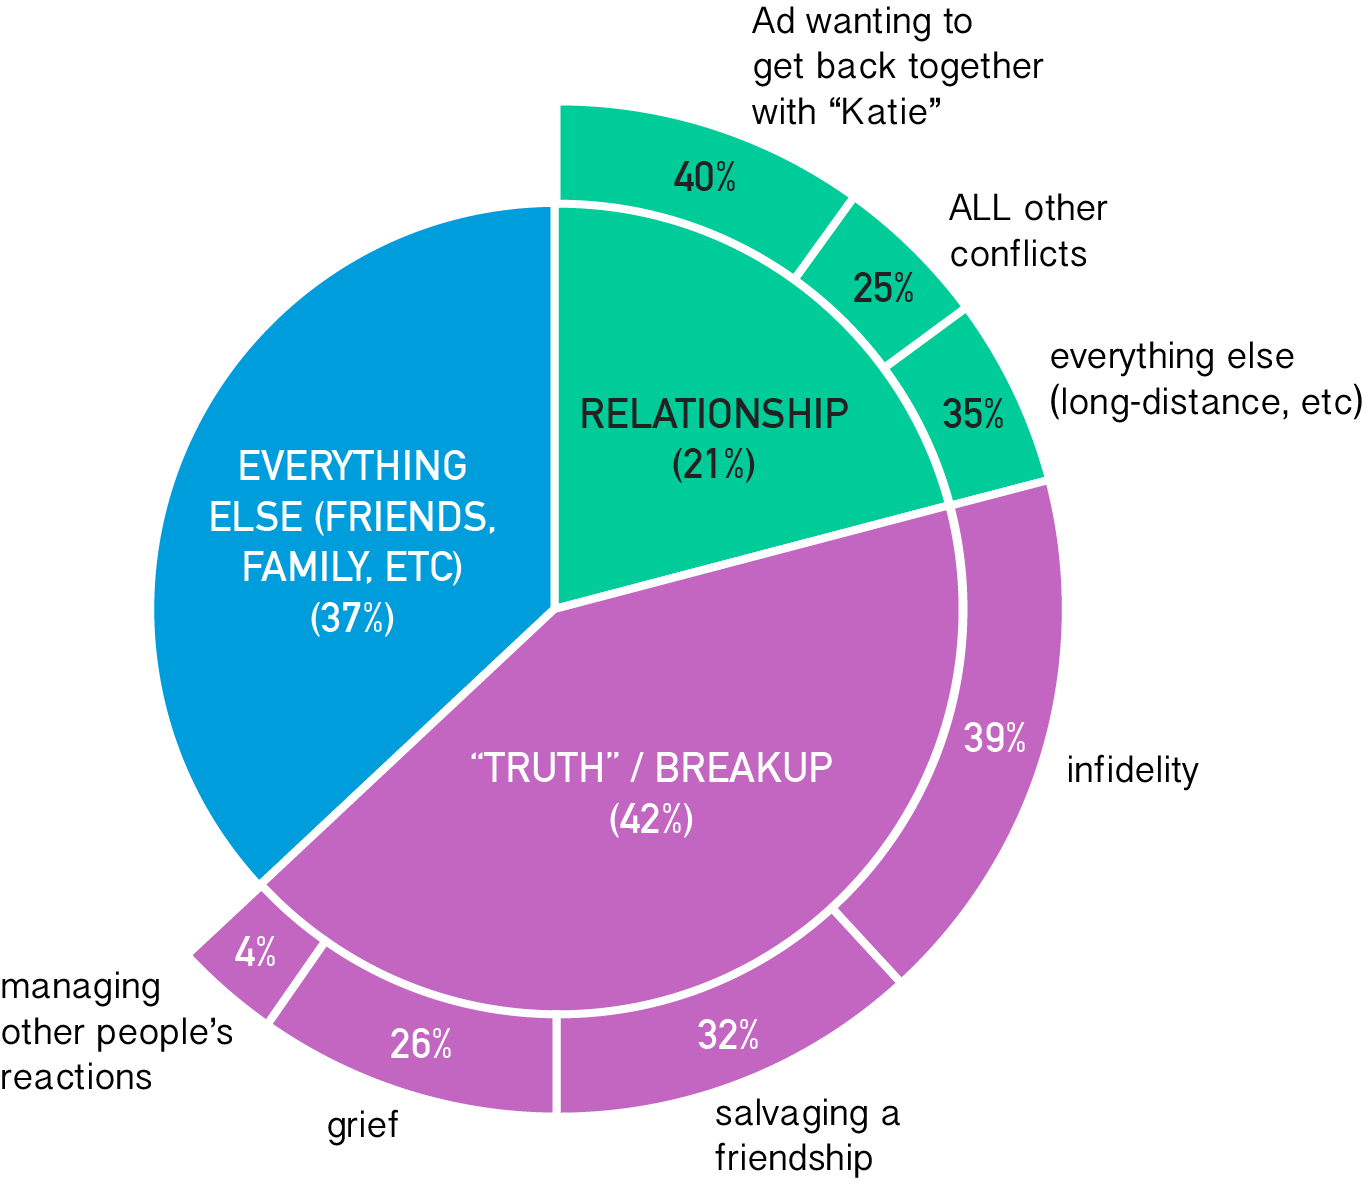 Ad wanting to
get back together
with “Katie”
40%
ALL other
conflicts
25%
everything else
(long-distance, etc)
35%
RELATIONSHIP
(21%)
EVERYTHING
ELSE (FRIENDS,
FAMILY, ETC)
(37%)
“TRUTH” / BREAKUP
(42%)
39%
infidelity
32%
salvaging a
friendship
26%
grief
4%
managing
other people’s
reactions